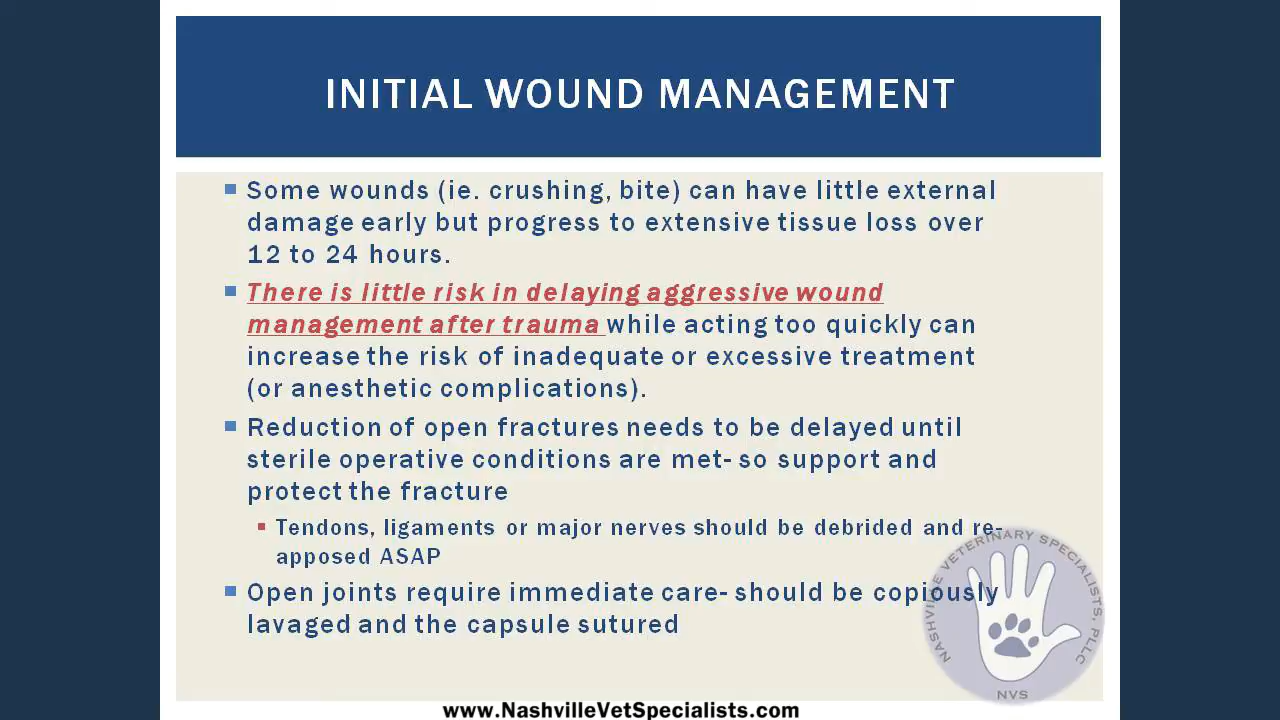 INITIAL WOUND MANAGEMENT
Some wounds (ie. crushing, bite) can have little external
damage early but progress to extensive tissue loss over
12 to 24 hours.
There is little risk in delaying aggressive wound
management after trauma while acting too quickly can
increase the risk of inadequate or excessive treatment
(or anesthetic complications).
Reduction of open fractures needs to be delayed until
sterile operative conditions are met- so support and
protect the fracture
Tendons, ligaments or major nerves should be debrided and re-
apposed ASAP
Open joints require immediate care- should be copiously
lavaged and the capsule sutured
NASHVILLE VETERINARY SPECIALISTS, PLLC
NVS
www.NashvilleVetSpecialists.com